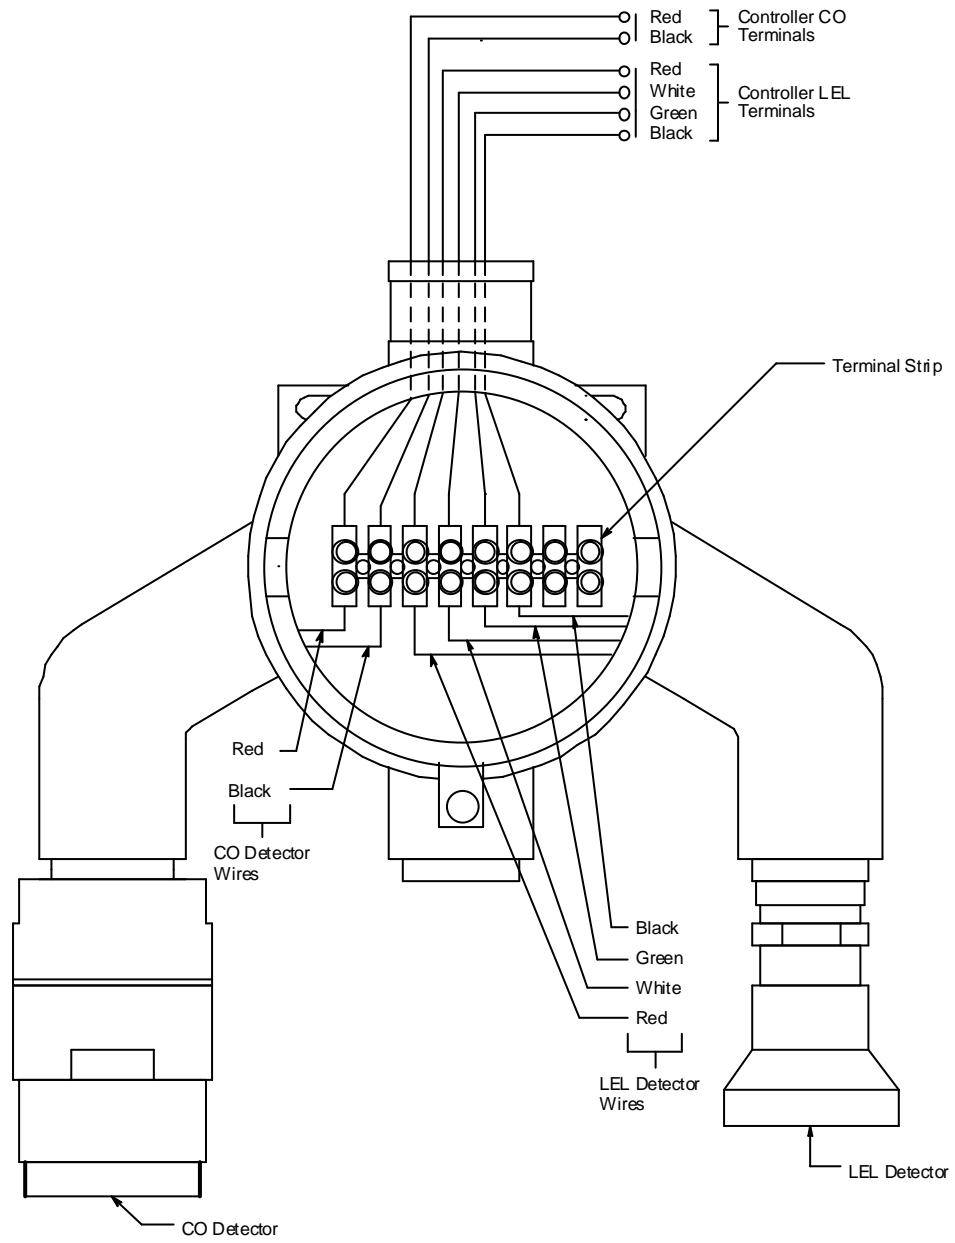 Red
Black
Controller CO
Terminals
Red
White
Green
Black
Controller LEL
Terminals
Terminal Strip
Red
Black
CO Detector
Wires
Black
Green
White
Red
LEL Detector
Wires
LEL Detector
CO Detector